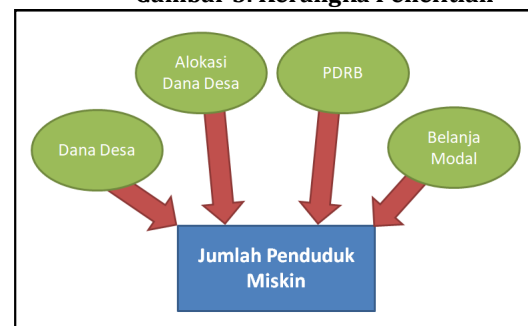 Gambar 3. Kerangka Penelitian
Alokasi
Dana Desa
PDRB
Dana Desa
Belanja
Modal
Jumlah Penduduk
Miskin